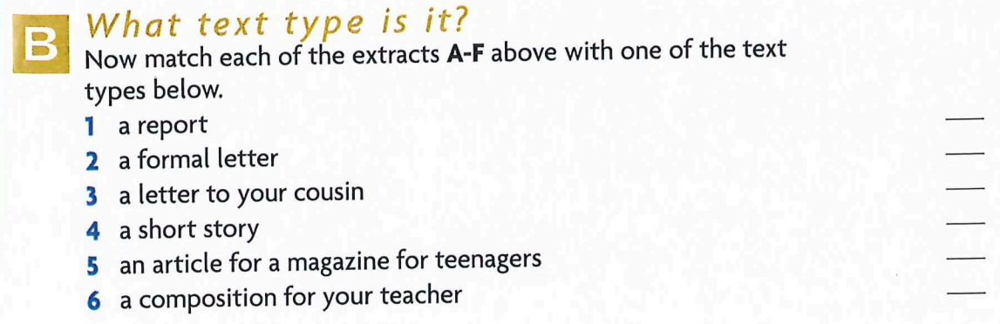 B What text type is it?
Now match each of the extracts A-F above with one of the text
types below.
1 a report
2 a formal letter
3 a letter to your cousin
4 a short story
5 an article for a magazine for teenagers
6 a composition for your teacher